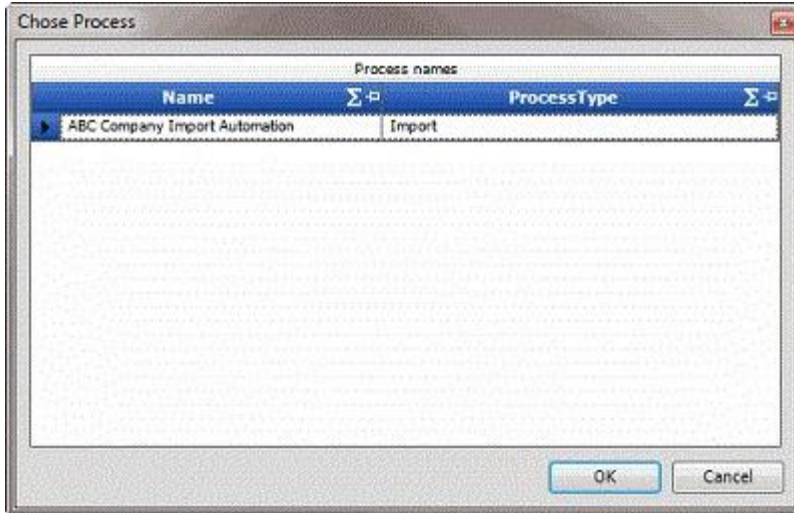 Chose Process
Process names
Name Σ ProcessType Σ
ABC Company Import Automation Import
OK Cancel